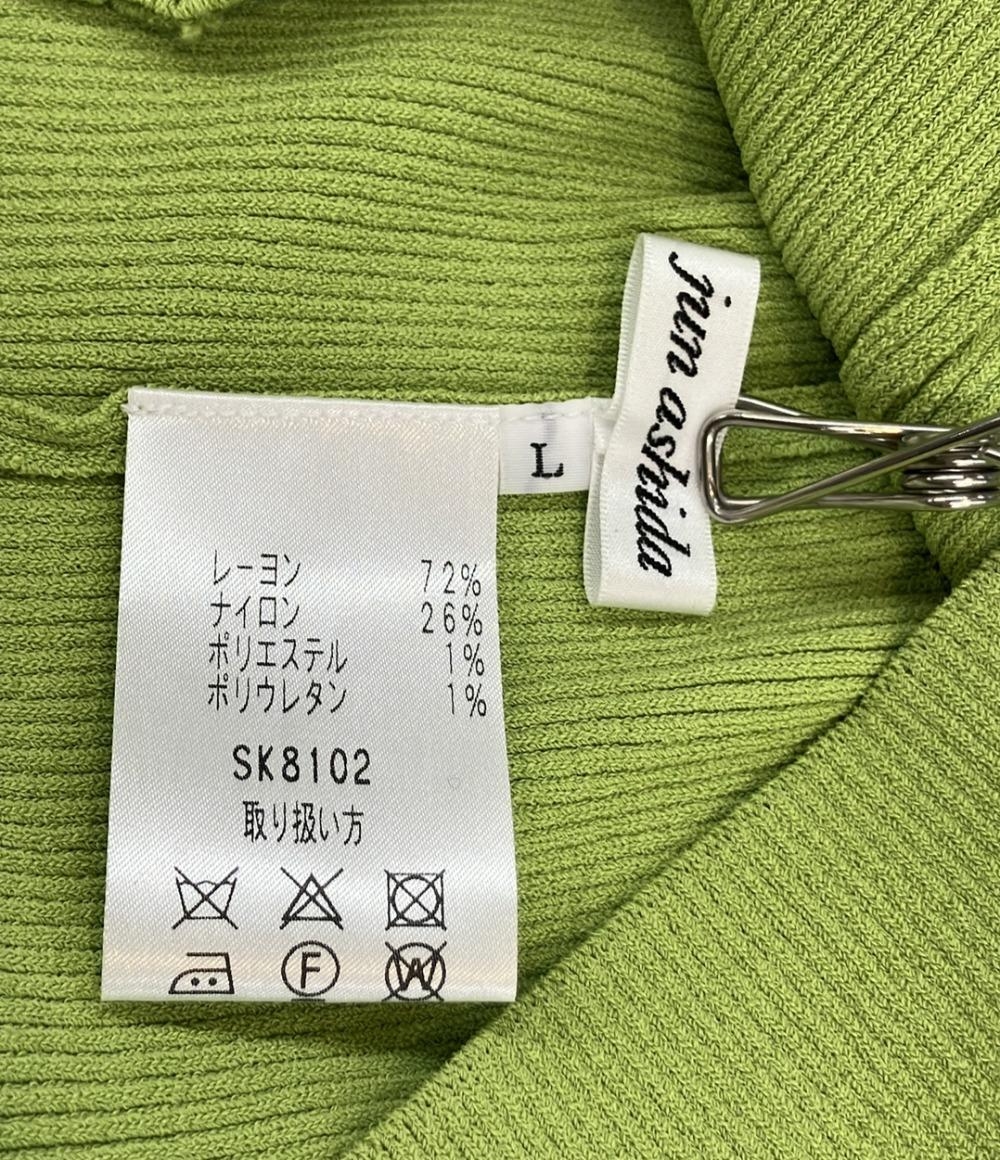 jun ashida
L
レーヨン 72%
ナイロン 26%
ポリエステル 1%
ポリウレタン 1%
SK8102
取り扱い方
F W